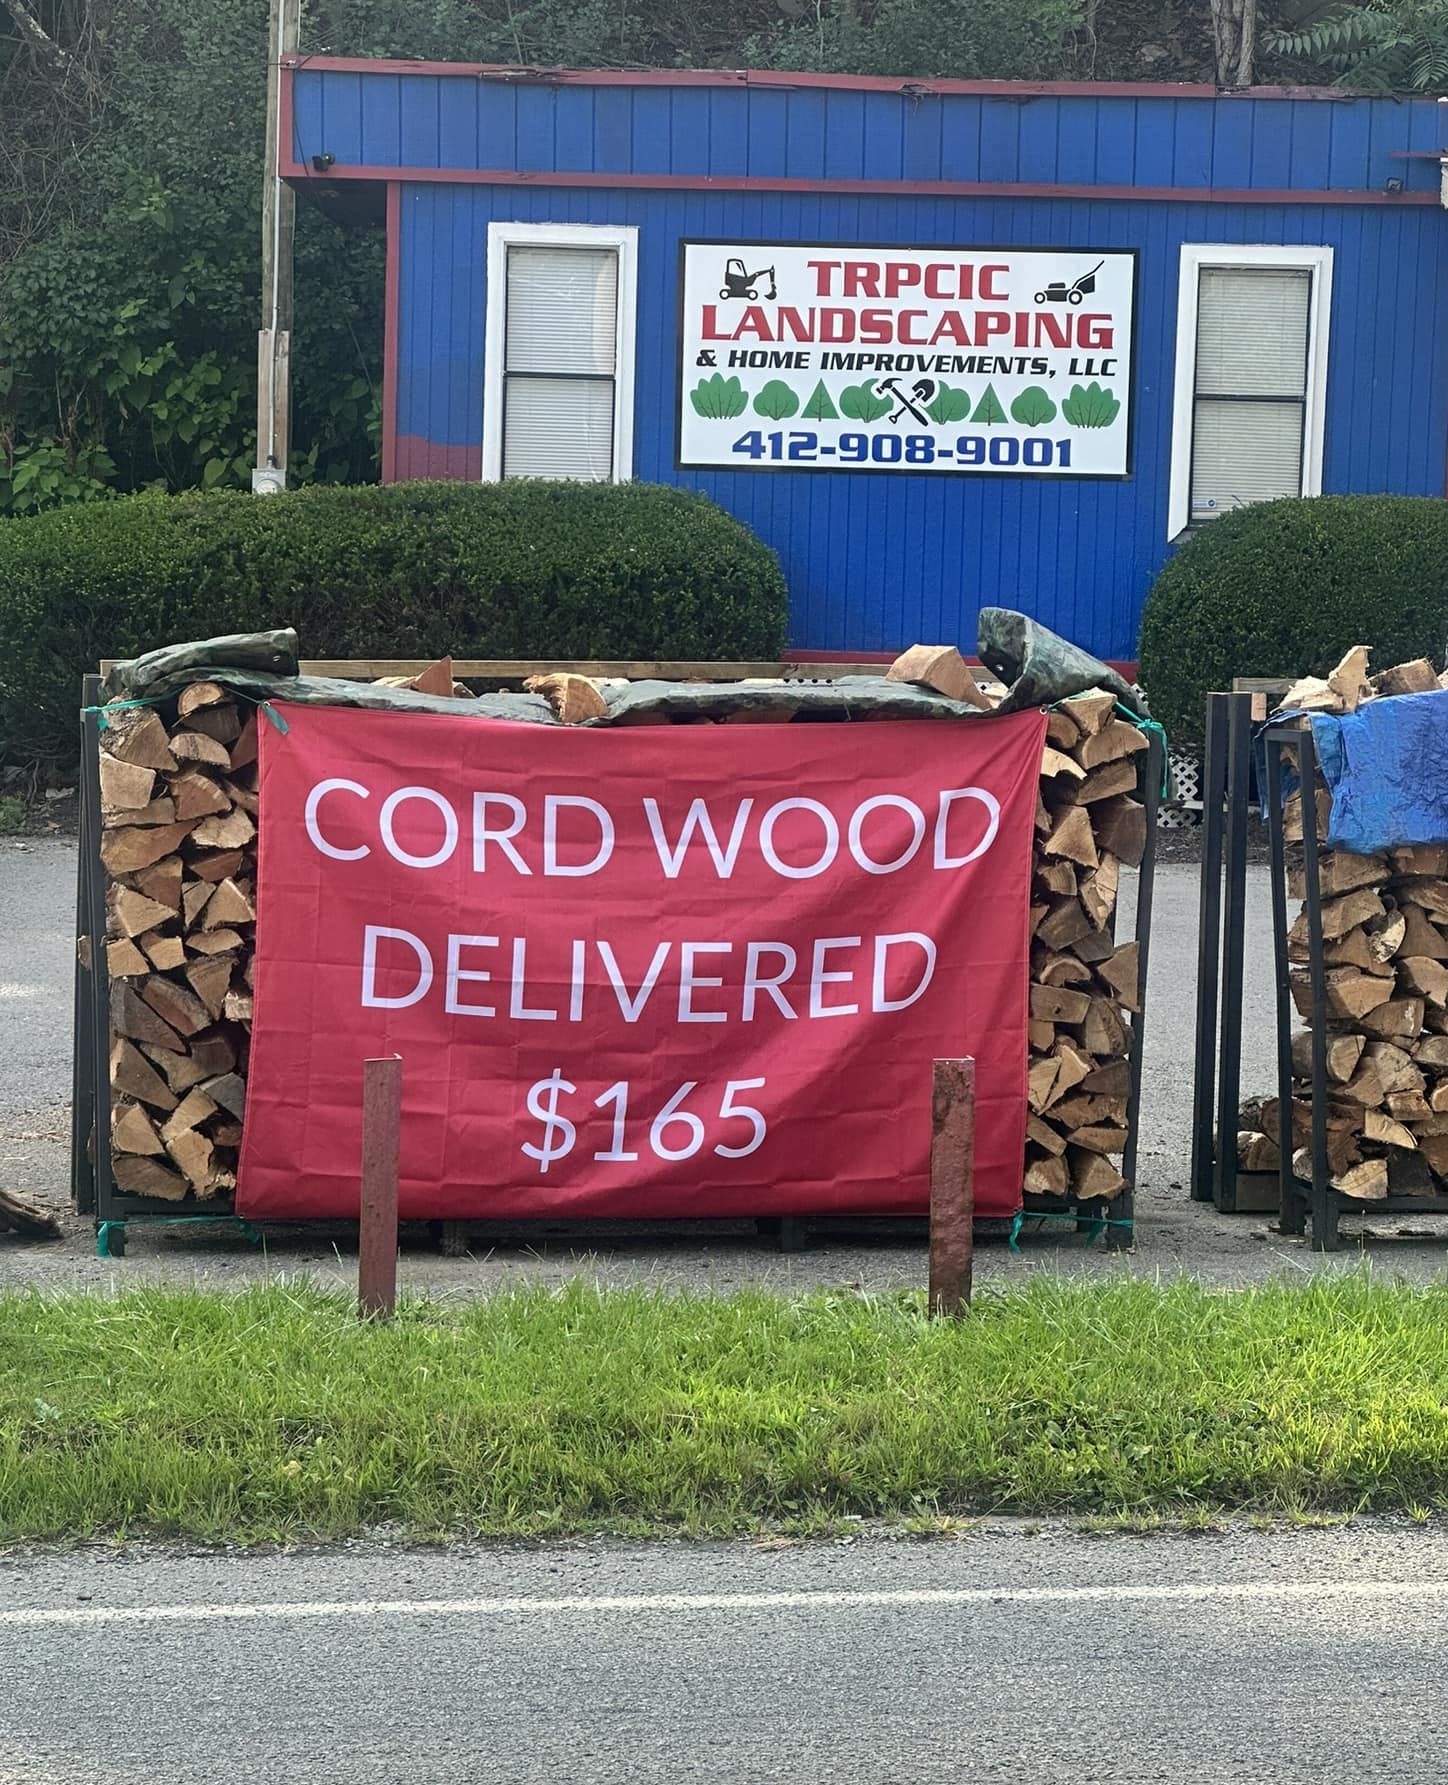 TRPCIC
LANDSCAPING
& HOME IMPROVEMENTS, LLC
412-908-9001
CORD WOOD
DELIVERED
$165